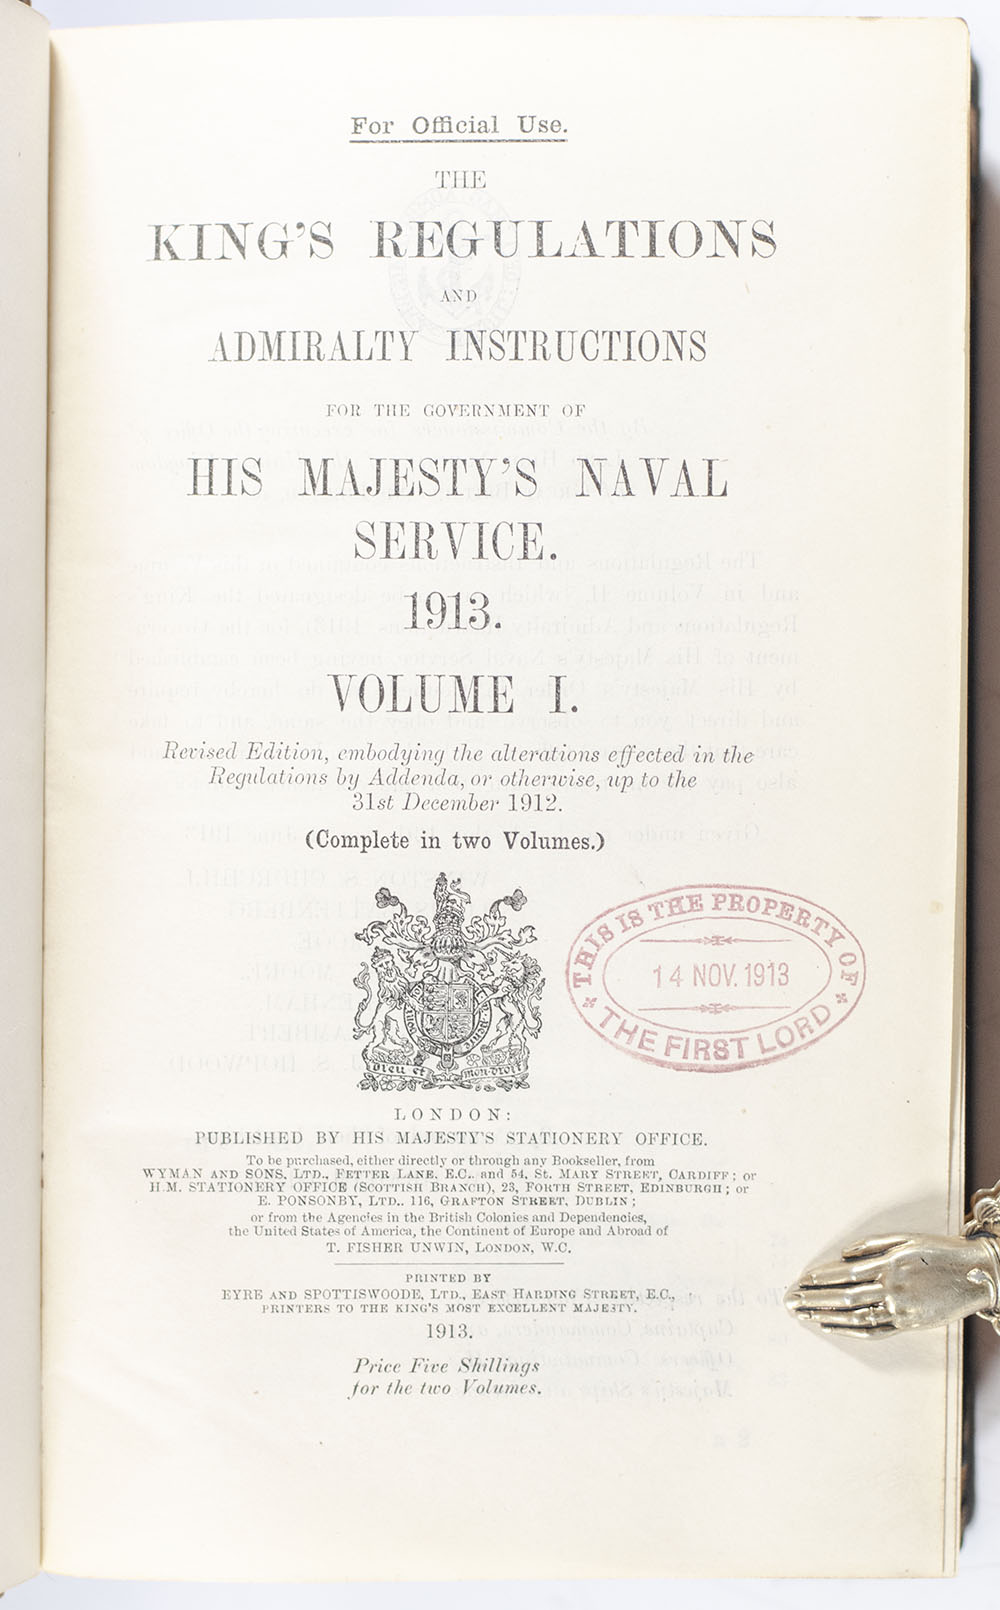 For Official Use.
THE
KING'S REGULATIONS
AND
ADMIRALTY INSTRUCTIONS
FOR THE GOVERNMENT OF
HIS MAJESTY'S NAVAL
SERVICE.
1913.
VOLUME I.
Revised Edition, embodying the alterations effected in the
Regulations by Addenda, or otherwise, up to the
31st December 1912.
(Complete in two Volumes.)
THIS IS THE PROPERTY OF
14 NOV. 1913
THE FIRST LORD
Dieu et mon droit
LONDON:
PUBLISHED BY HIS MAJESTY'S STATIONERY OFFICE.
To be purchased, either directly or through any Bookseller, from
WYMAN AND SONS, LTD., FETTER LANE, E.C., and 54, ST. MARY STREET, CARDIFF; or
H.M. STATIONERY OFFICE (SCOTTISH BRANCH), 23, FORTH STREET, EDINBURGH; or
E. PONSONBY, LTD., 116, GRAFTON STREET, DUBLIN;
or from the Agencies in the British Colonies and Dependencies,
the United States of America, the Continent of Europe and Abroad of
T. FISHER UNWIN, LONDON, W.C.
PRINTED BY
EYRE AND SPOTTISWOODE, LTD., EAST HARDING STREET, E.C.,
PRINTERS TO THE KING'S MOST EXCELLENT MAJESTY.
1913.
Price Five Shillings
for the two Volumes.